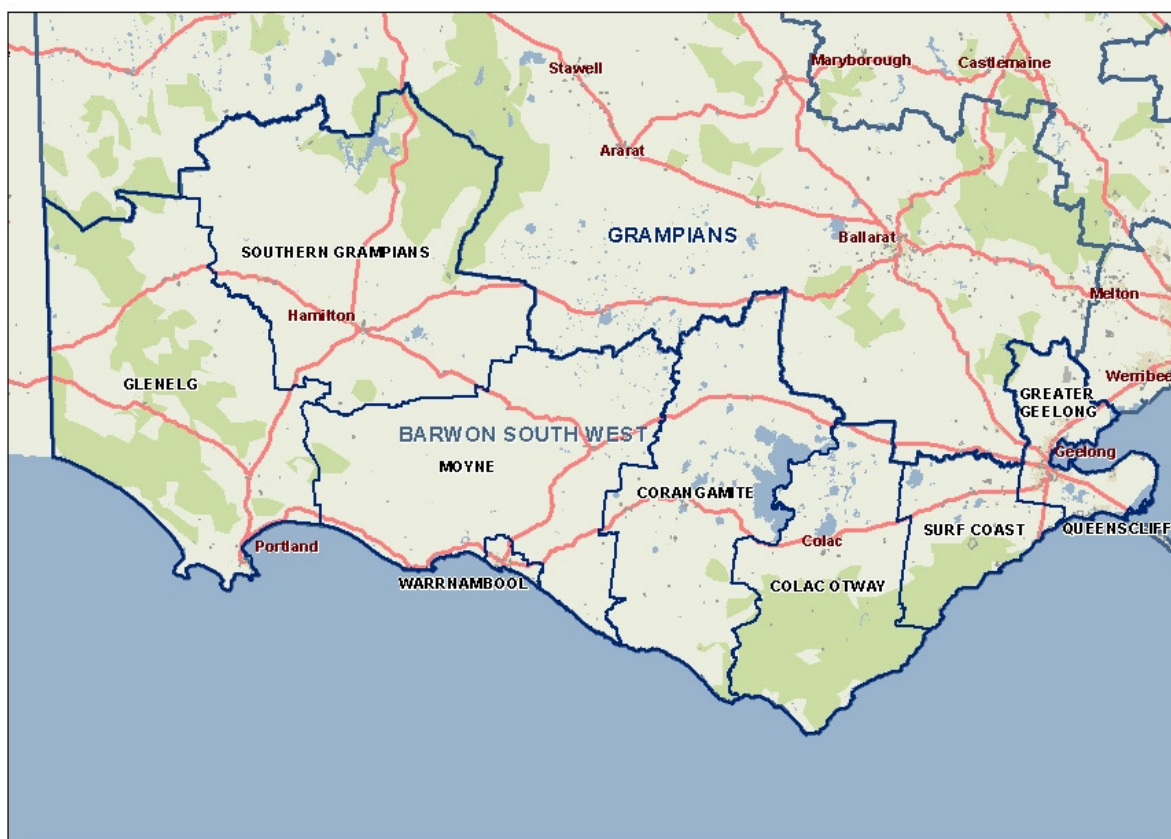 Stawell
Maryborough
Castlemaine
Ararat
GRAMPIANS
Ballarat
SOUTHERN GRAMPIANS
Melton
Hamilton
Werribee
GLENELG
GREATER
GEELONG
BARWON SOUTH WEST
MOYNE
Geelong
CORANGAMITE
SURF COAST
QUEENSCLIFF
Portland
Colac
WARRNAMBOOL
COLAC OTWAY